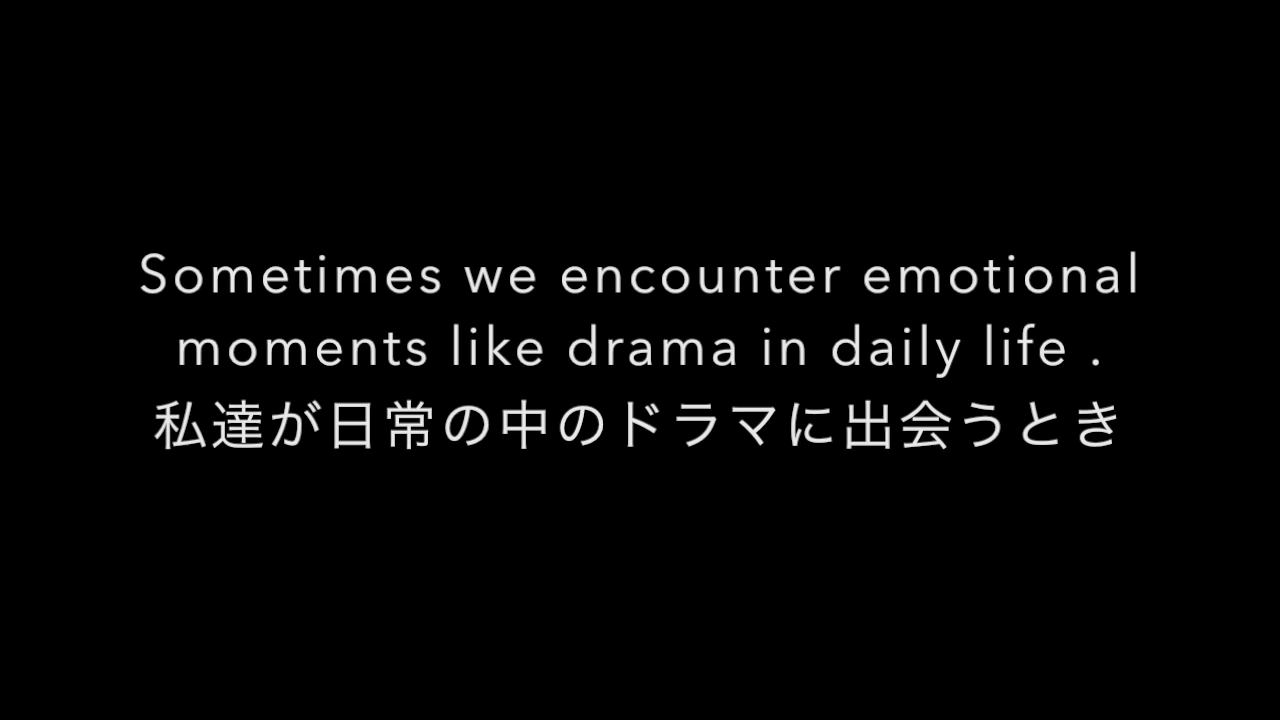 Sometimes we encounter emotional
moments like drama in daily life .
私達が日常の中のドラマに出会うとき